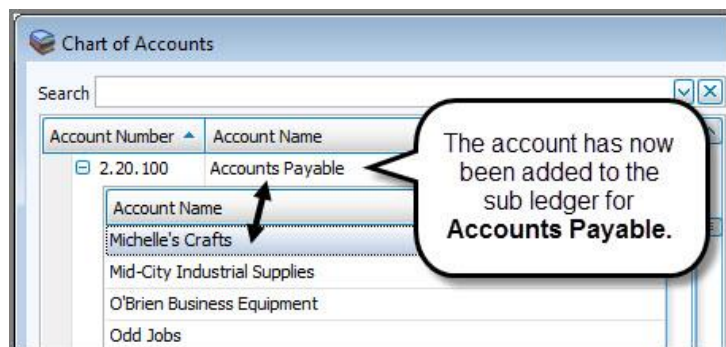 Chart of Accounts
Search
Account Number Account Name
2.20.100 Accounts Payable
The account has now
been added to the
sub ledger for
Accounts Payable.
Account Name
Michelle's Crafts
Mid-City Industrial Supplies
O'Brien Business Equipment
Odd Jobs